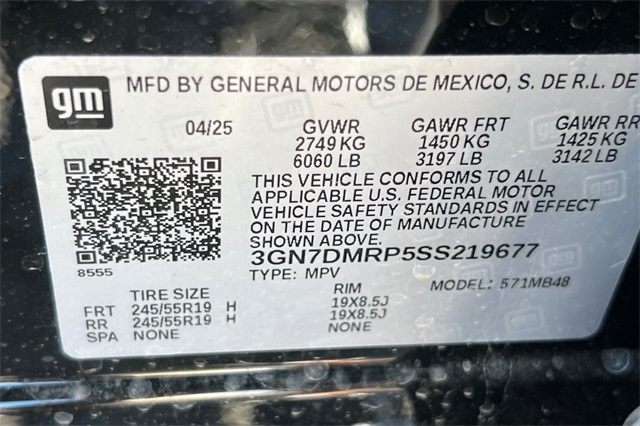 gm
MFD BY GENERAL MOTORS DE MEXICO, S. DE R.L. DE
04/25 GVWR GAWR FRT GAWR RR
2749 KG 1450 KG 1425 KG
6060 LB 3197 LB 3142 LB
THIS VEHICLE CONFORMS TO ALL
APPLICABLE U.S. FEDERAL MOTOR
VEHICLE SAFETY STANDARDS IN EFFECT
ON THE DATE OF MANUFACTURE
SHOWN ABOVE.
8555
3GN7DMRP5SS219677
TYPE: MPV MODEL: 571MB48
TIRE SIZE RIM
FRT 245/55R19 H 19X8.5J
RR 245/55R19 H 19X8.5J
SPA NONE NONE